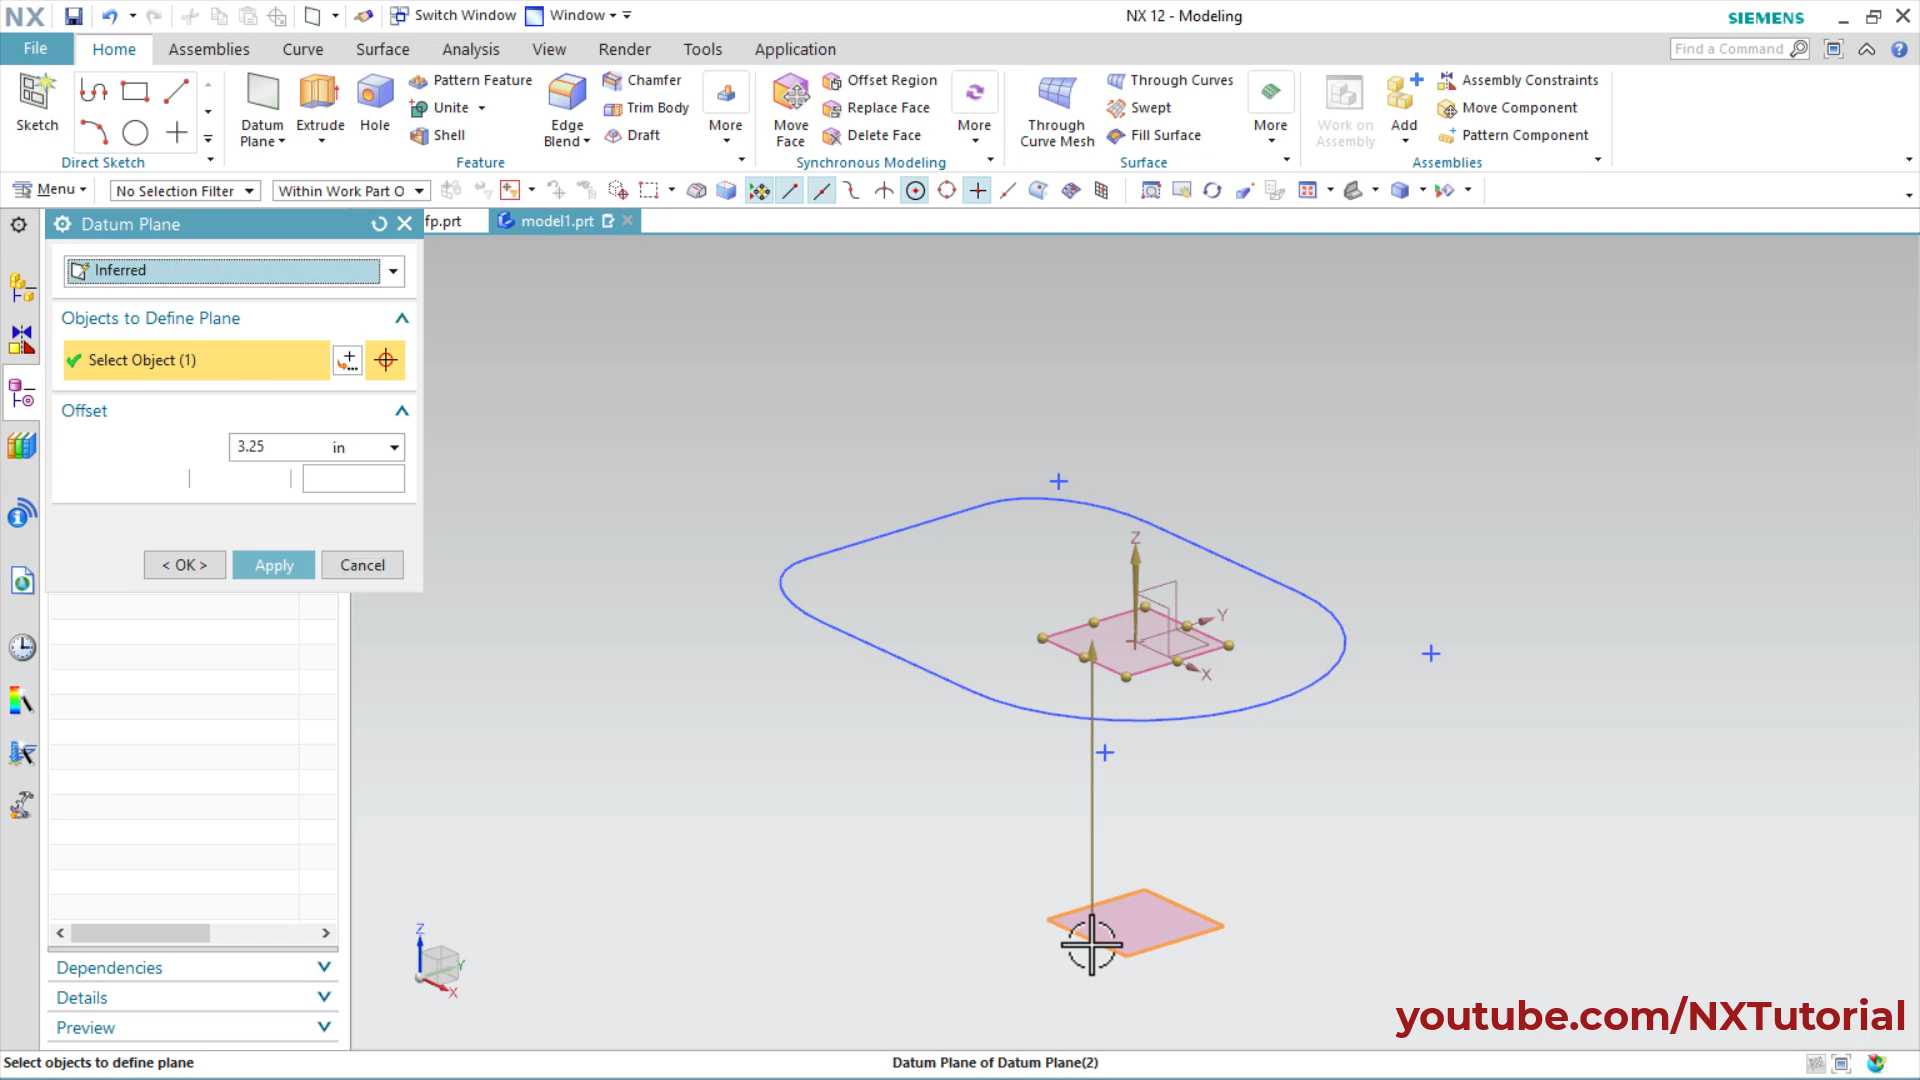 NX
Switch Window
Window
NX 12 - Modeling
SIEMENS
File
Home
Assemblies
Curve
Surface
Analysis
View
Render
Tools
Application
Find a Command
Sketch
Datum Plane
Extrude
Hole
Pattern Feature
Unite
Shell
Edge Blend
Chamfer
Trim Body
Draft
More
Move Face
Offset Region
Replace Face
Delete Face
More
Through Curve Mesh
Through Curves
Swept
Fill Surface
More
Work on Assembly
Add
Assembly Constraints
Move Component
Pattern Component
Direct Sketch
Feature
Synchronous Modeling
Surface
Assemblies
Menu
No Selection Filter
Within Work Part O
Datum Plane
fp.prt
model1.prt
Inferred
Objects to Define Plane
Select Object (1)
Offset
3.25 in
< OK >
Apply
Cancel
Z
Y
X
Z
Y
X
Dependencies
Details
Preview
youtube.com/NXTutorial
Select objects to define plane
Datum Plane of Datum Plane(2)